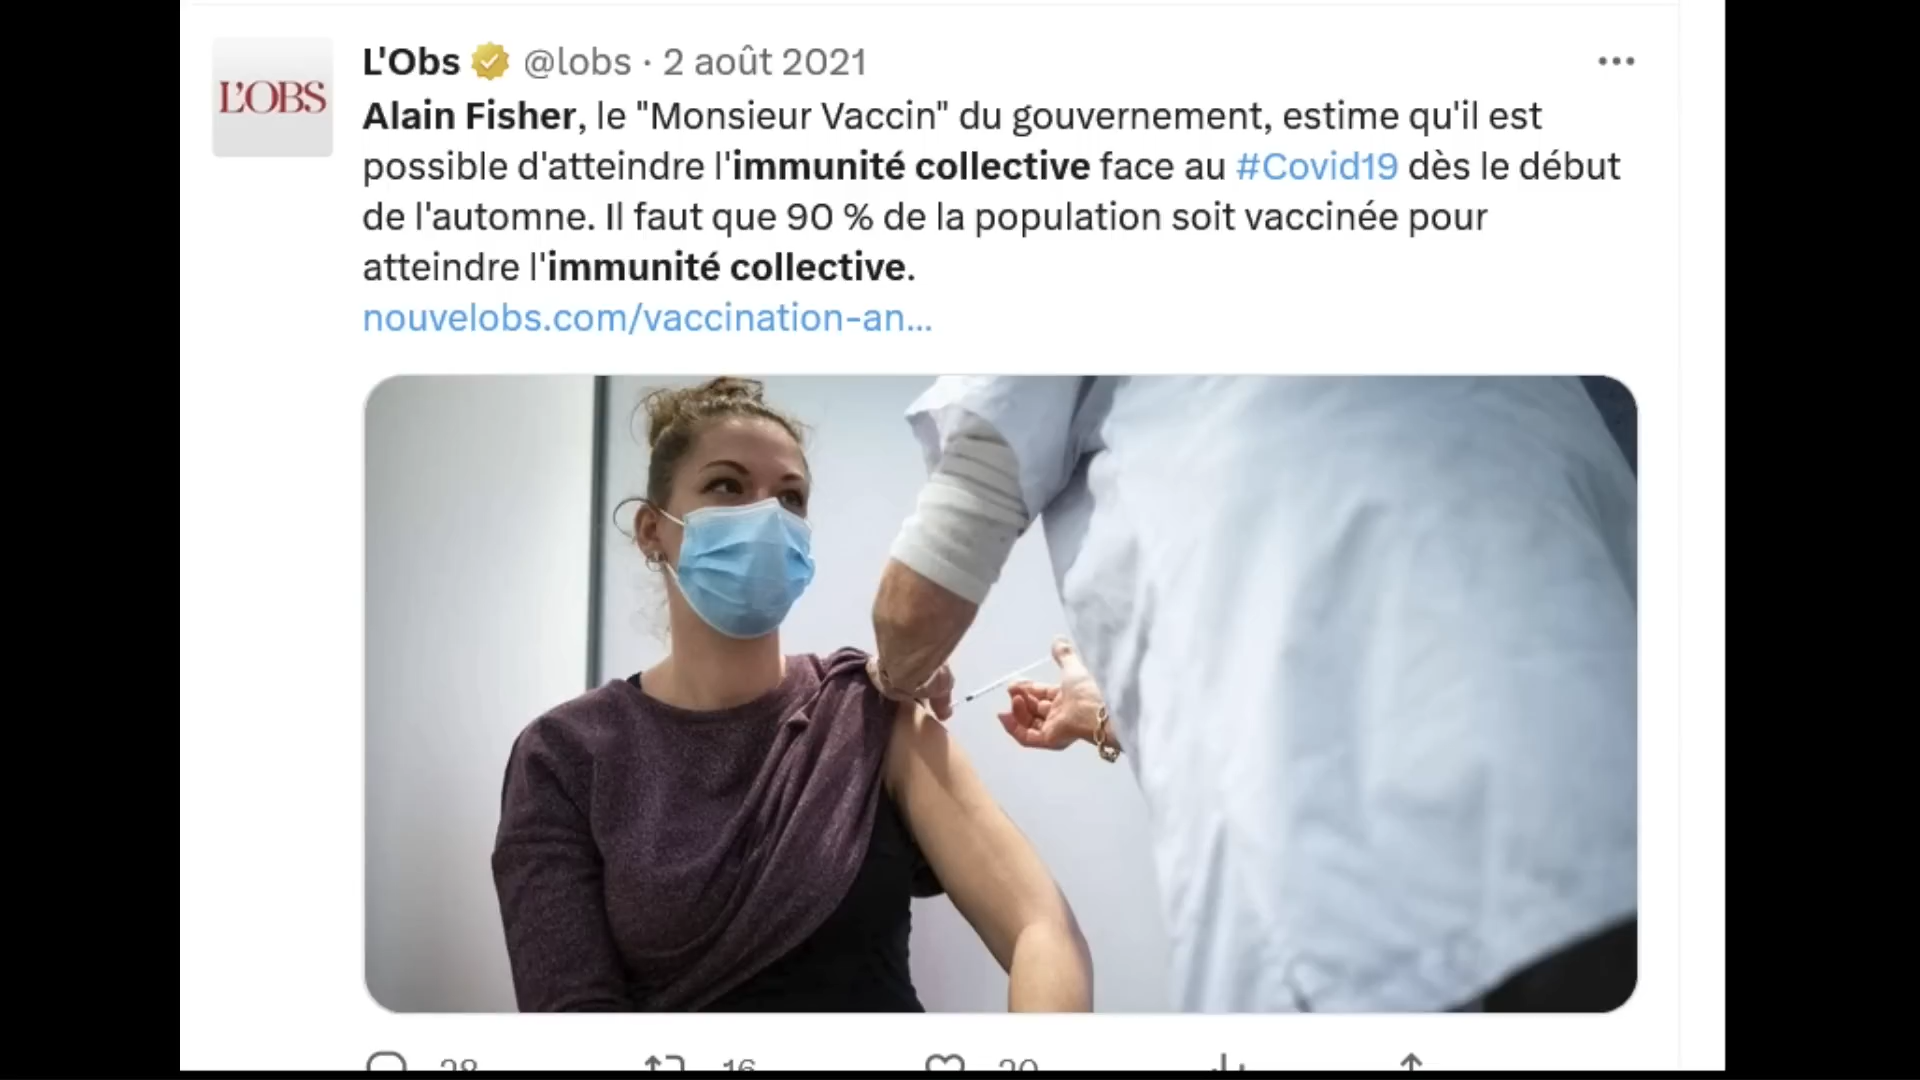 L'OBS
L'Obs @lobs · 2 août 2021
Alain Fisher, le "Monsieur Vaccin" du gouvernement, estime qu'il est
possible d'atteindre l'immunité collective face au #Covid19 dès le début
de l'automne. Il faut que 90 % de la population soit vaccinée pour
atteindre l'immunité collective.
nouvelobs.com/vaccination-an...